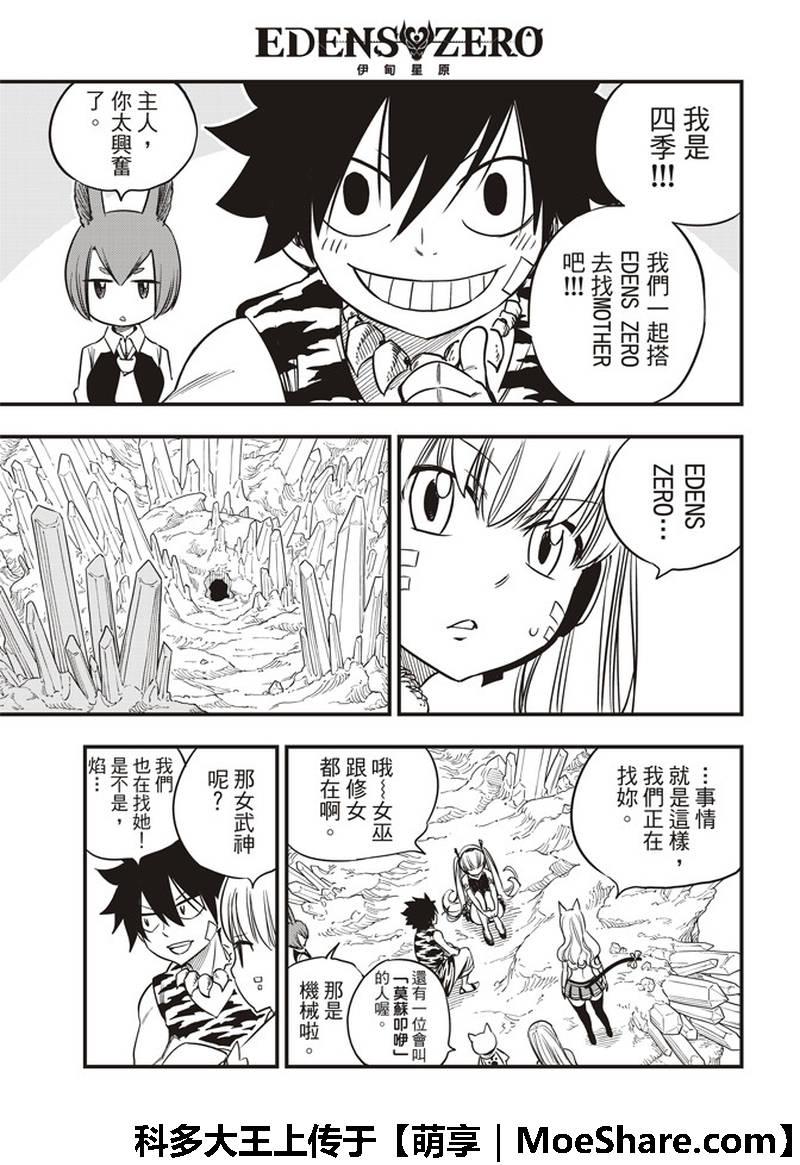 EDENS ZERO
伊甸星原
我是
四季!!!
我們一起搭
EDENS ZERO
去找MOTHER
吧!!!
主人，
你太興奮
了。
EDENS
ZERO…
…事情
就是這樣，
我們正在
找妳。
哦~女巫
跟修女
都在啊。
還有一位會叫
「莫蘇叩咿」
的人喔。
那是
機械啦。
那女武神
呢？
我們
也在找她！
是不是，
焰…
科多大王上传于【萌享 | MoeShare.com】